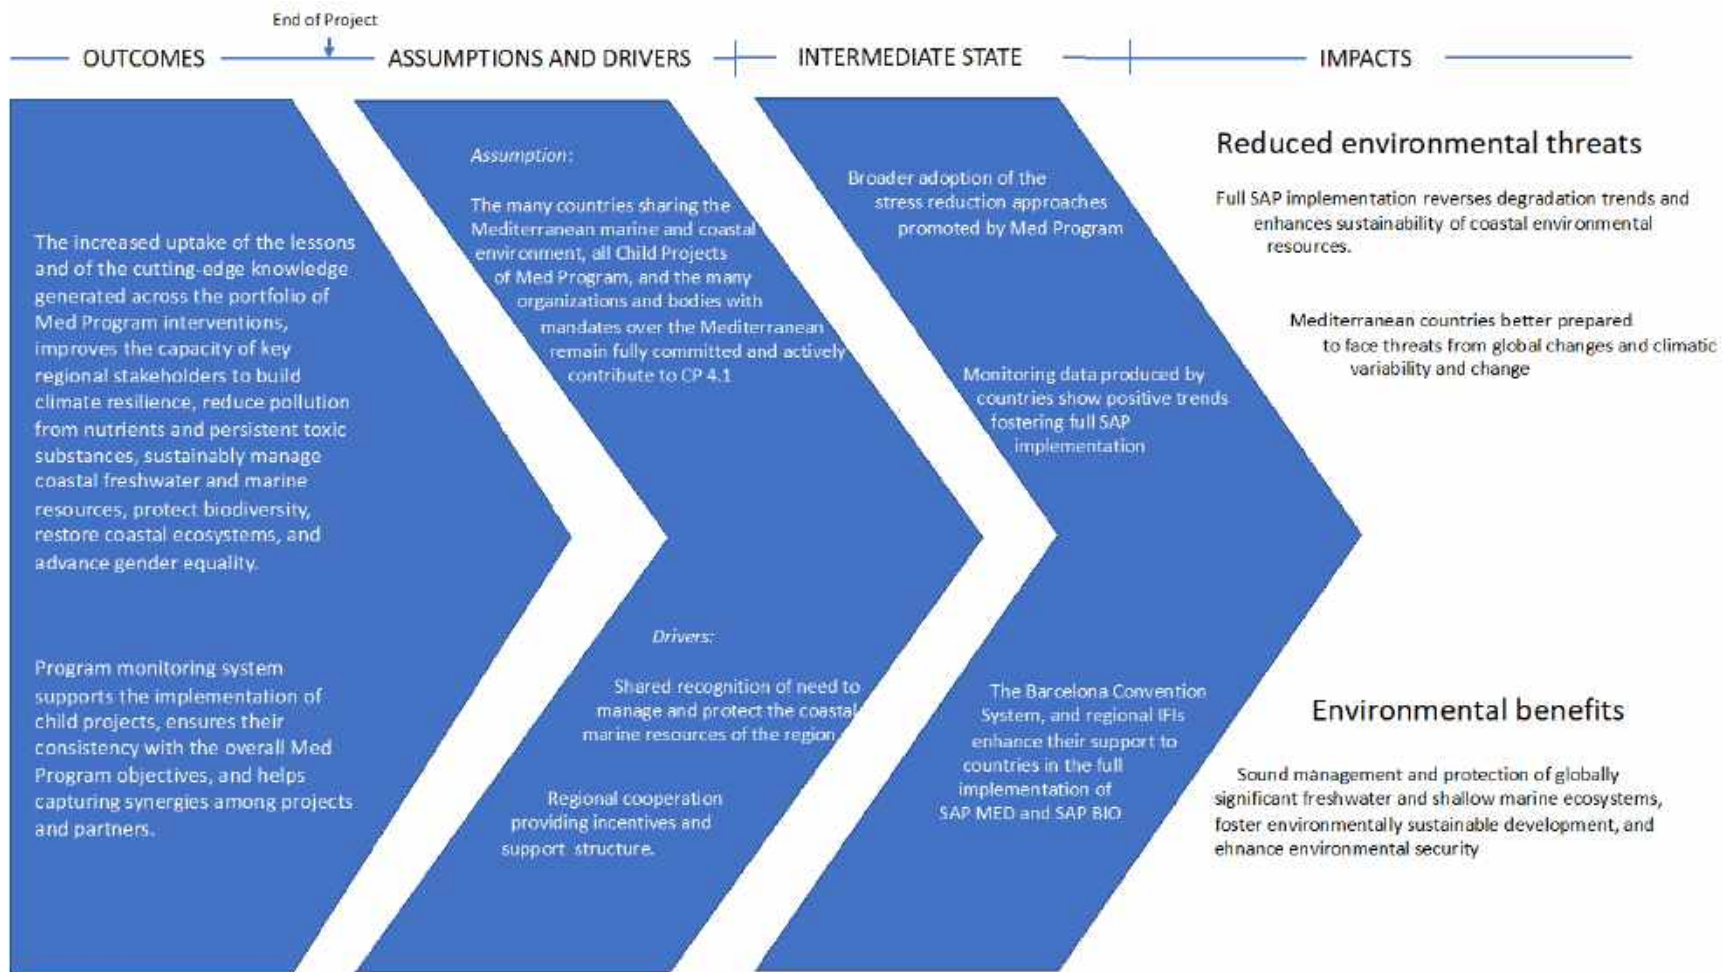 End of Project
OUTCOMES
ASSUMPTIONS AND DRIVERS
INTERMEDIATE STATE
IMPACTS
The increased uptake of the lessons
and of the cutting-edge knowledge
generated across the portfolio of
Med Program interventions,
improves the capacity of key
regional stakeholders to build
climate resilience, reduce pollution
from nutrients and persistent toxic
substances, sustainably manage
coastal freshwater and marine
resources, protect biodiversity,
restore coastal ecosystems, and
advance gender equality.
Program monitoring system
supports the implementation of
child projects, ensures their
consistency with the overall Med
Program objectives, and helps
capturing synergies among projects
and partners.
Assumption:
The many countries sharing the
Mediterranean marine and coastal
environment, all Child Projects
of Med Program, and the many
organizations and bodies with
mandates over the Mediterranean
remain fully committed and actively
contribute to CP 4.1
Drivers:
Shared recognition of need to
manage and protect the coastal
marine resources of the region.
Regional cooperation
providing incentives and
support structure.
Broader adoption of the
stress reduction approaches
promoted by Med Program
Monitoring data produced by
countries show positive trends
fostering full SAP
implementation
The Barcelona Convention
System, and regional IFIs
enhance their support to
countries in the full
implementation of
SAP MED and SAP BIO
Reduced environmental threats
Full SAP implementation reverses degradation trends and
enhances sustainability of coastal environmental
resources.
Mediterranean countries better prepared
to face threats from global changes and climatic
variability and change
Environmental benefits
Sound management and protection of globally
significant freshwater and shallow marine ecosystems,
foster environmentally sustainable development, and
ehnance environmental security